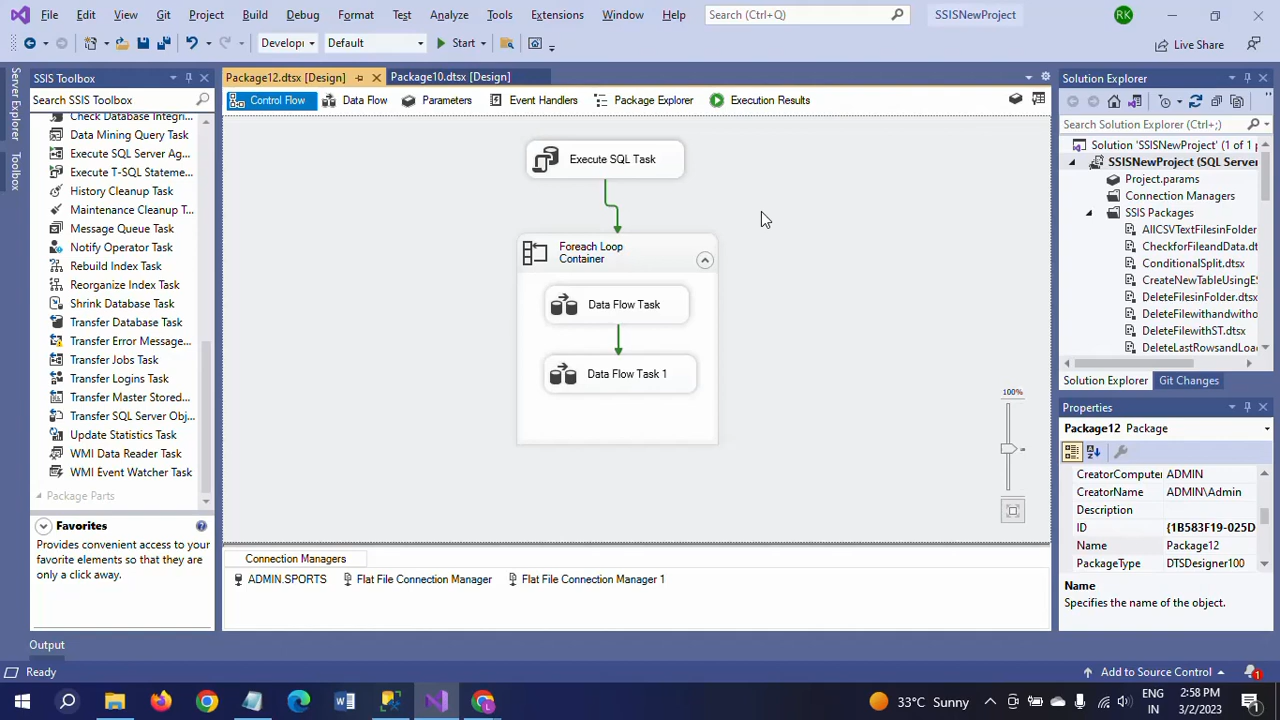 File Edit View Git Project Build Debug Format Test Analyze Tools Extensions Window Help Search (Ctrl+Q) SSISNewProject RK
Developi Default Start Live Share
Server Explorer
Toolbox
SSIS Toolbox
Search SSIS Toolbox
Check Database Integri...
Data Mining Query Task
Execute SQL Server Ag...
Execute T-SQL Stateme...
History Cleanup Task
Maintenance Cleanup T...
Message Queue Task
Notify Operator Task
Rebuild Index Task
Reorganize Index Task
Shrink Database Task
Transfer Database Task
Transfer Error Message...
Transfer Jobs Task
Transfer Logins Task
Transfer Master Stored...
Transfer SQL Server Obj...
Update Statistics Task
WMI Data Reader Task
WMI Event Watcher Task
Package Parts
Favorites
Provides convenient access to your
favorite elements so that they are
only a click away.
Package12.dtsx [Design] Package10.dtsx [Design]
Control Flow Data Flow Parameters Event Handlers Package Explorer Execution Results
Execute SQL Task
Foreach Loop
Container
Data Flow Task
Data Flow Task 1
100%
Connection Managers
ADMIN.SPORTS Flat File Connection Manager Flat File Connection Manager 1
Solution Explorer
Search Solution Explorer (Ctrl+;)
Solution 'SSISNewProject' (1 of 1 p
SSISNewProject (SQL Server
Project.params
Connection Managers
SSIS Packages
AllCSVTextFilesinFolder
CheckforFileandData.dt
ConditionalSplit.dtsx
CreateNewTableUsingES
DeleteFilesinFolder.dtsx
DeleteFilewithandwitho
DeleteFilewithST.dtsx
DeleteLastRowsandLoa
Solution Explorer Git Changes
Properties
Package12 Package
CreatorComputer ADMIN
CreatorName ADMIN\Admin
Description
ID {1B583F19-025D
Name Package12
PackageType DTSDesigner100
Name
Specifies the name of the object.
Output
Ready Add to Source Control 1
33°C Sunny ENG
IN 2:58 PM
3/2/2023 1